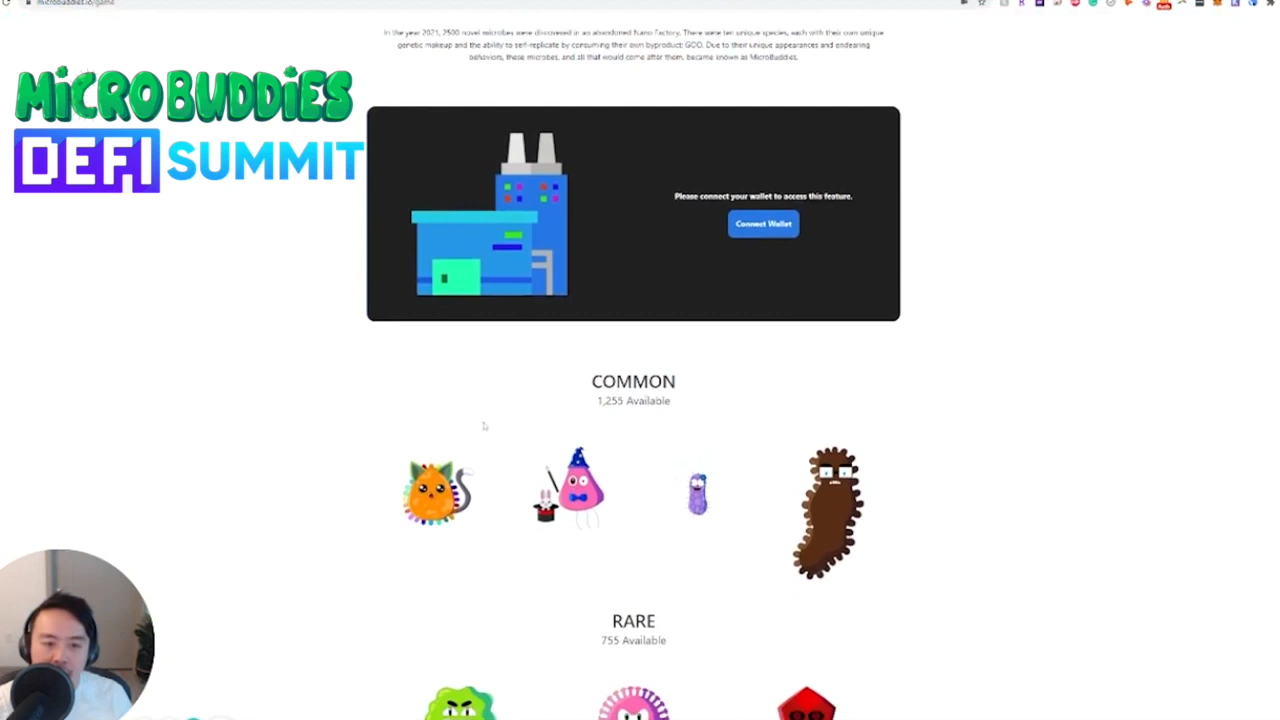 microbuddies.io/game
In the year 2021, 2500 novel microbes were discovered in an abandoned Nano Factory. There were ten unique species, each with their own unique
genetic makeup and the ability to self-replicate by consuming their own byproduct: GOO. Due to their unique appearances and endearing
behaviors, these microbes, and all that would come after them, became known as MicroBuddies.
MiCROBUDDiES
DEFI SUMMIT
Please connect your wallet to access this feature.
Connect Wallet
COMMON
1,255 Available
RARE
755 Available